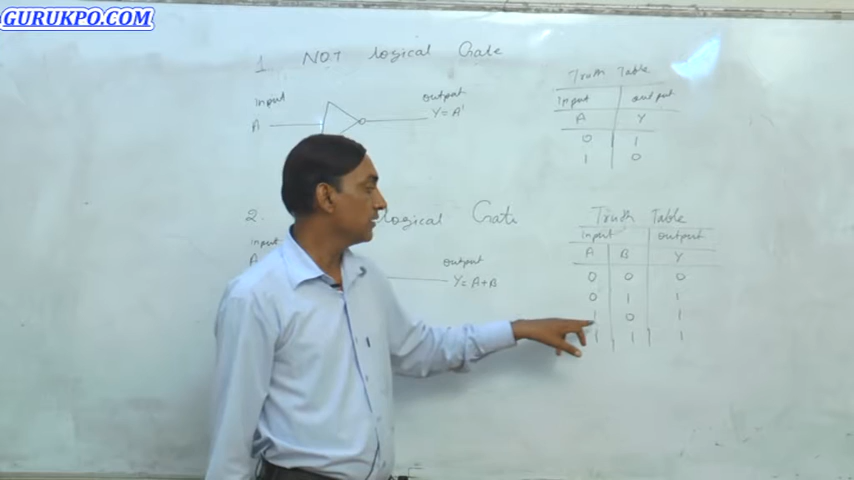 GURUKPO.COM
1 NOT logical Gate
Input
output
A
Y = A'
Truth Table
Input output
A Y
0 1
1 0
2. logical Gate
Input
output
A
Y = A + B
Truth Table
Input output
A B Y
0 0 0
0 1 1
1 0 1
1 1 1